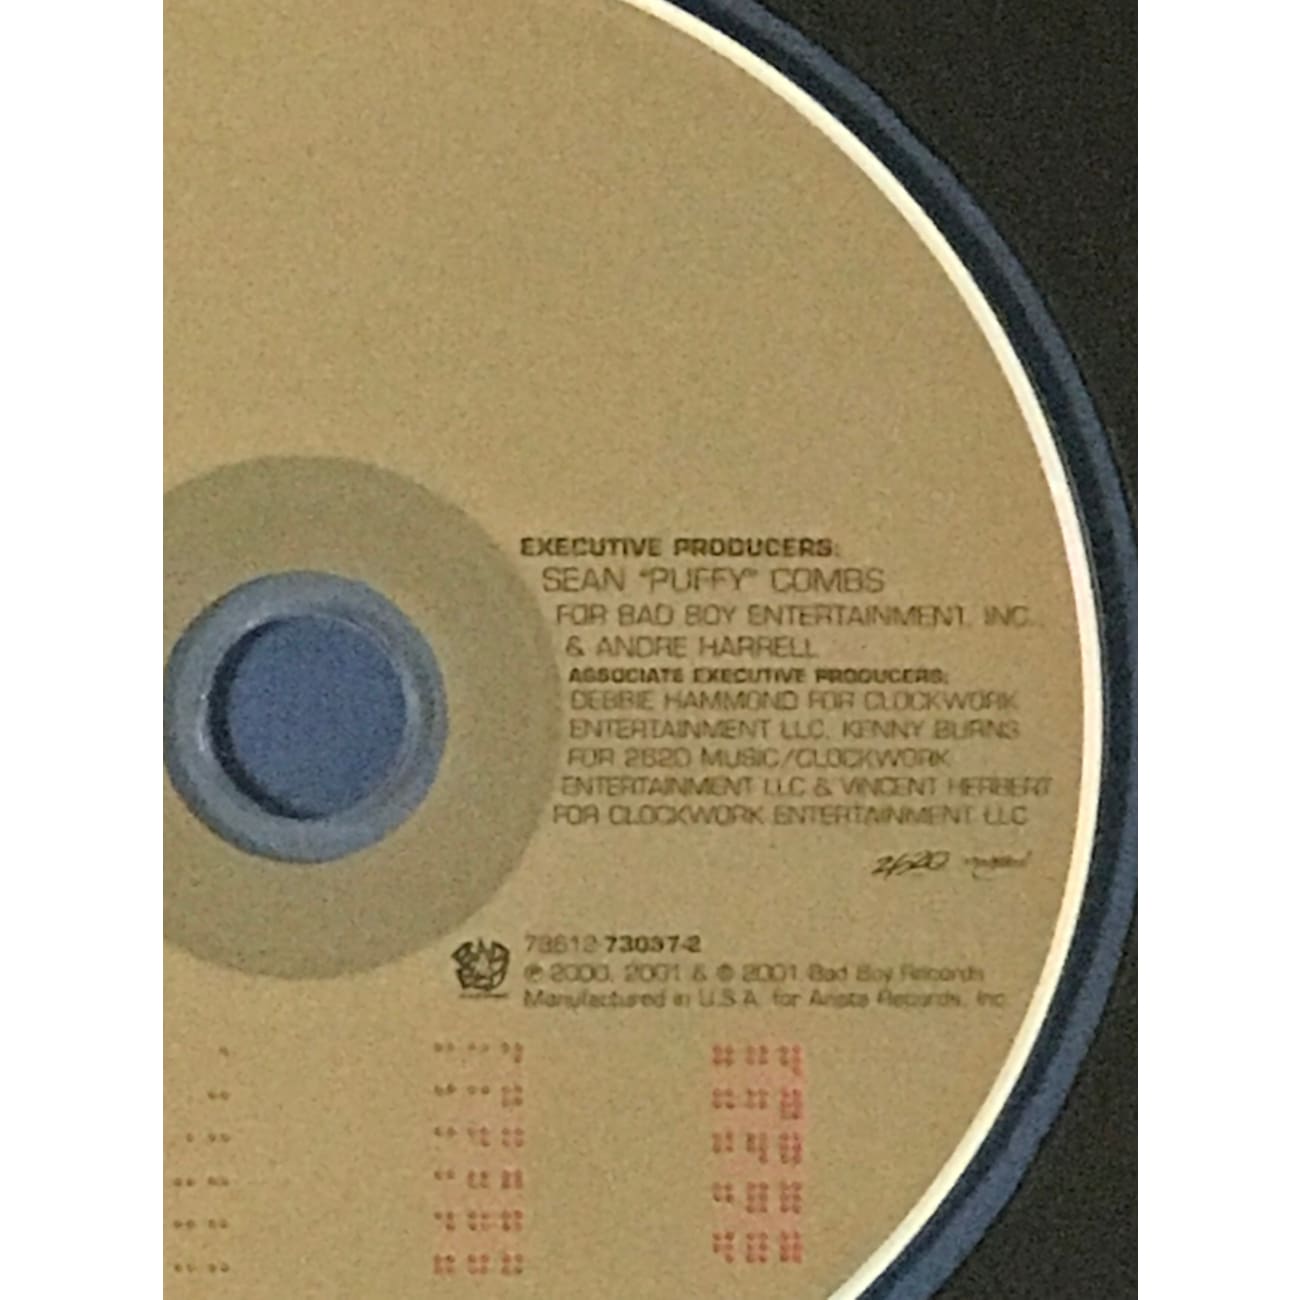 EXECUTIVE PRODUCERS:
SEAN "PUFFY" COMBS
FOR BAD BOY ENTERTAINMENT, INC.,
& ANDRE HARRELL
ASSOCIATE EXECUTIVE PRODUCERS:
DEBBIE HAMMOND FOR CLOCKWORK
ENTERTAINMENT LLC, KENNY BURNS
FOR 2620 MUSIC/CLOCKWORK
ENTERTAINMENT LLC & VINCENT HERBERT
FOR CLOCKWORK ENTERTAINMENT LLC
2620
78612-73037-2
℗ 2000, 2001 & © 2001 Bad Boy Records
Manufactured in U.S.A. for Arista Records, Inc.